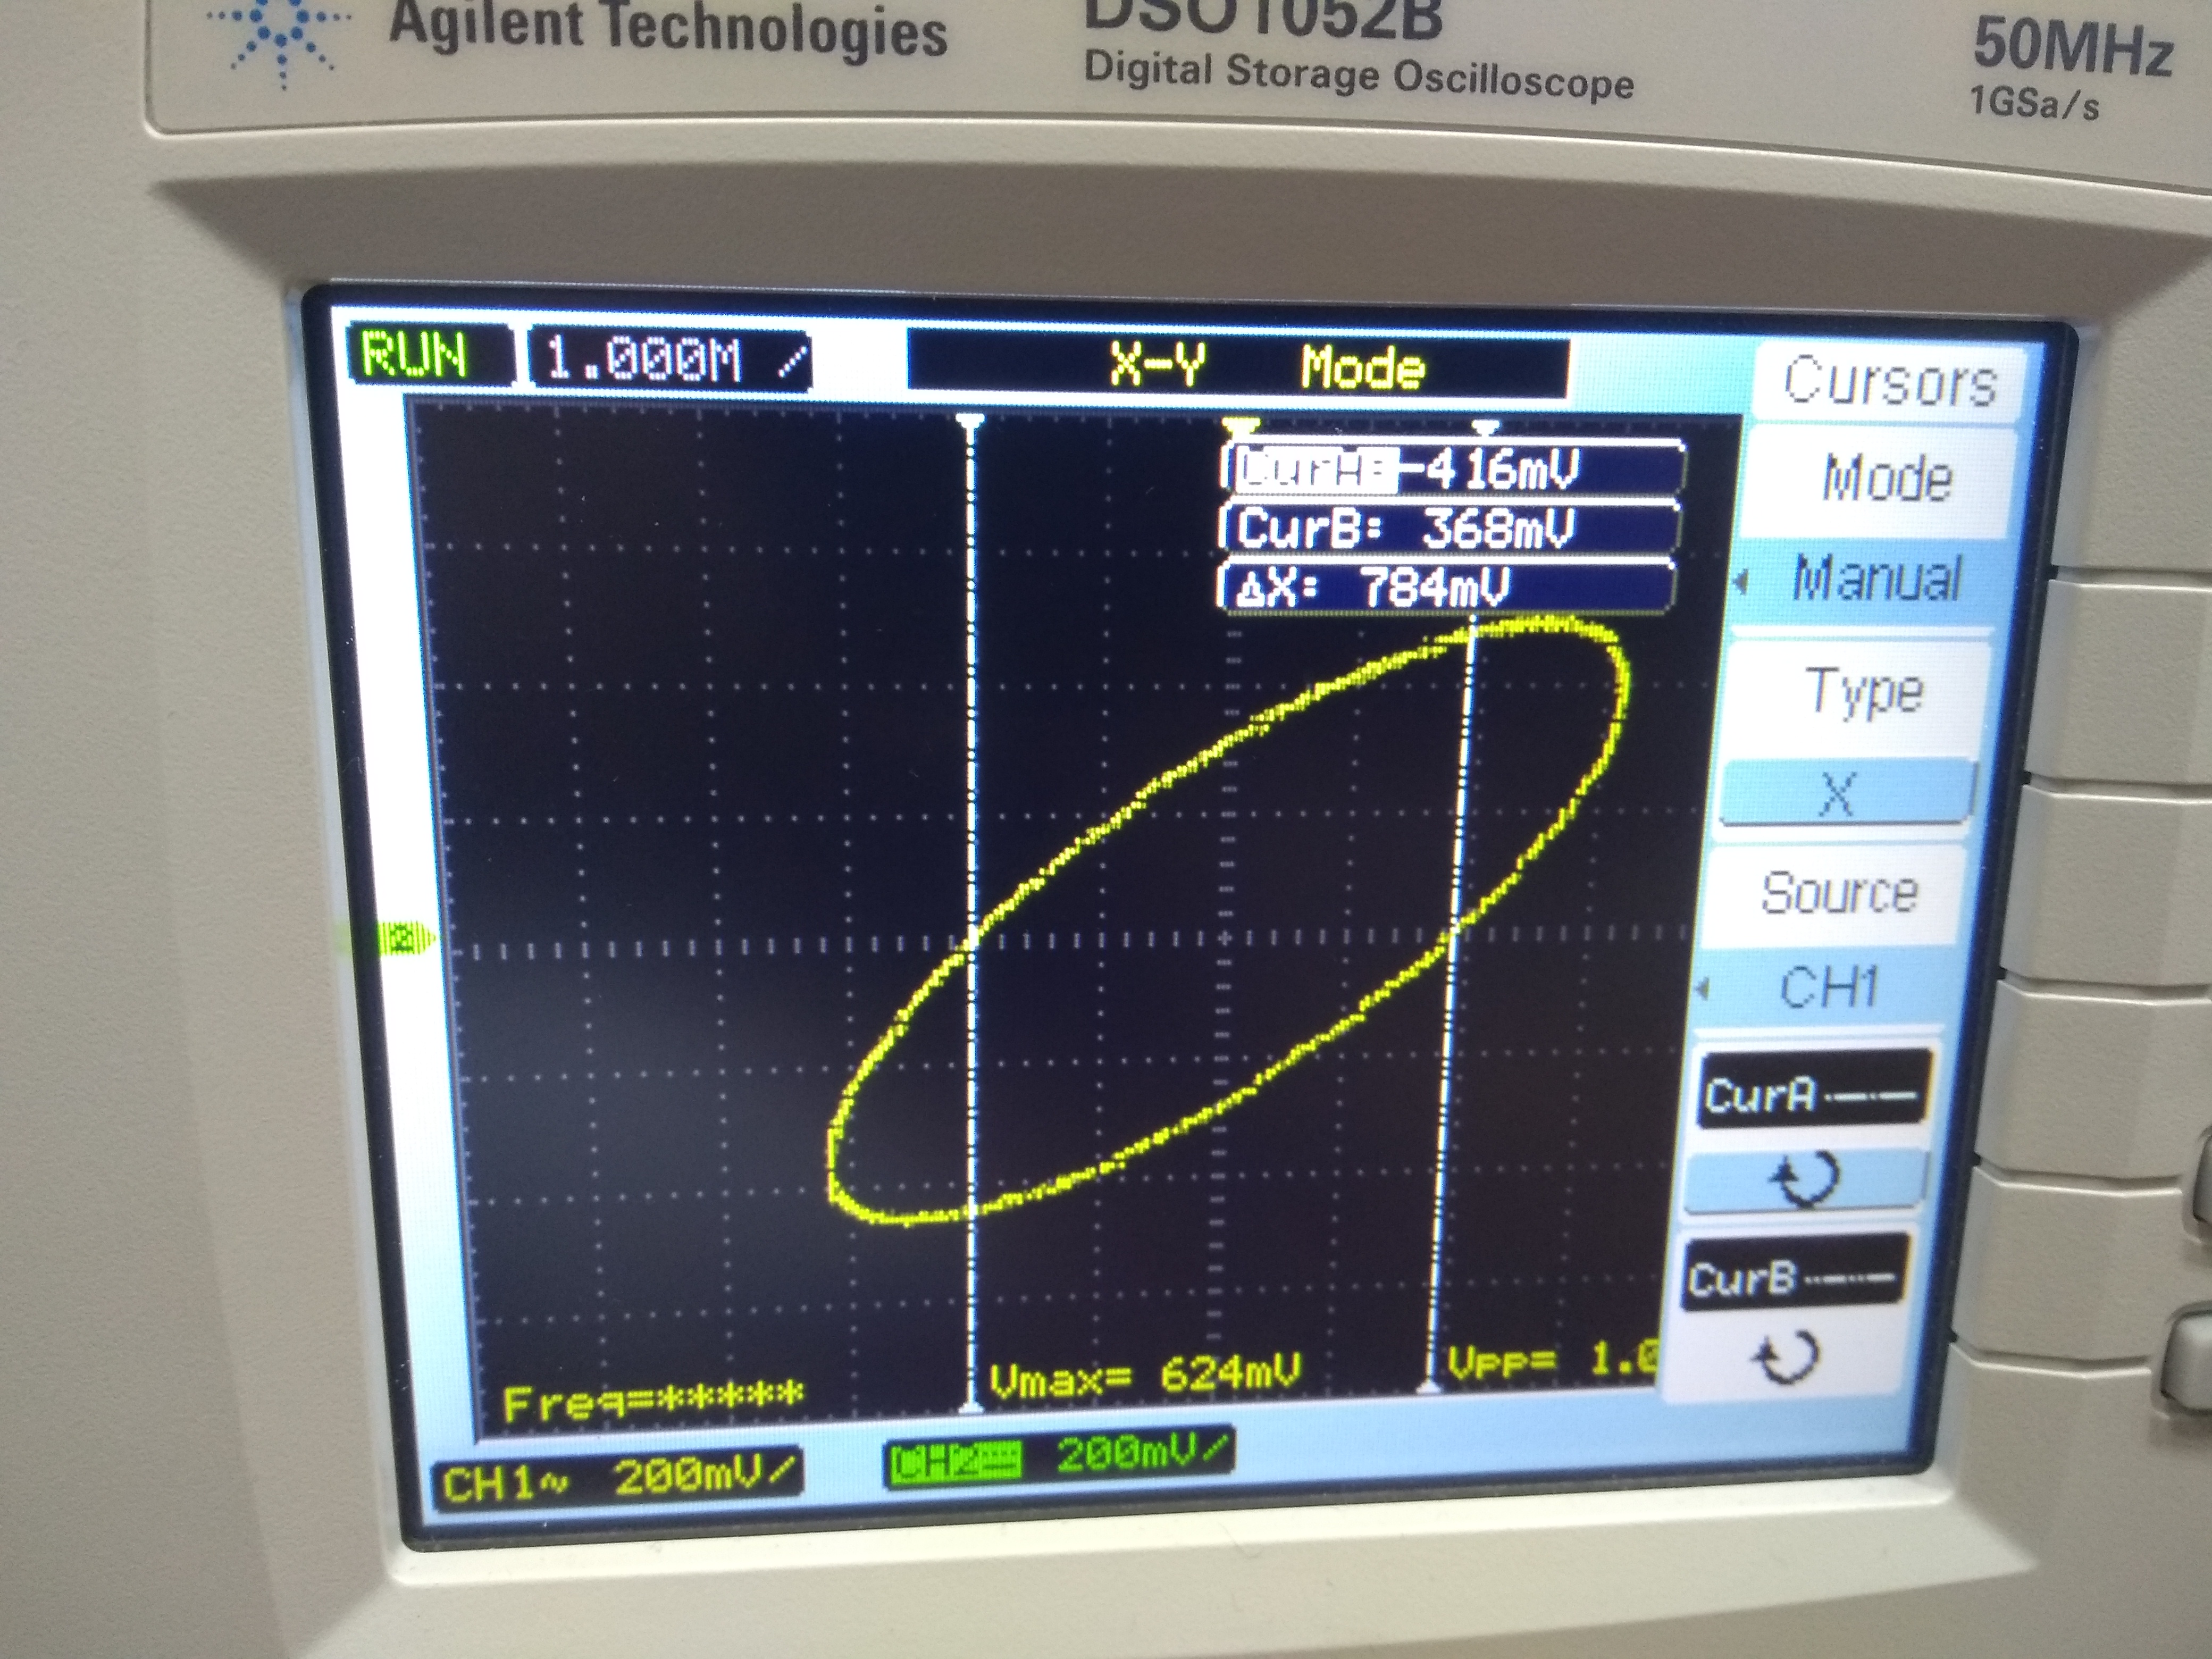 Agilent Technologies
DSO1052B
Digital Storage Oscilloscope
50MHz
1GSa/s
RUN 1.000M /
X-Y Mode
Cursors
CurA: -416mV
CurB: 368mV
ΔX: 784mV
Mode
Manual
Type
X
Source
CH1
CurA
CurB
Freq=*****
Vmax= 624mV
Vpp= 1.0
CH1~ 200mV/
CH2 200mV/